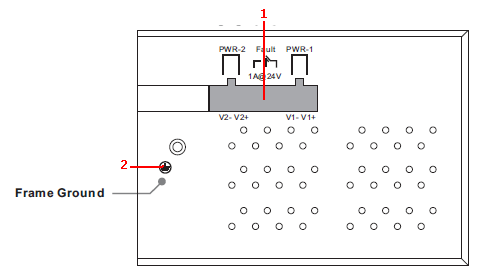 1
PWR-2 Fault PWR-1
1A@24V
V2- V2+ V1- V1+
2
Frame Ground